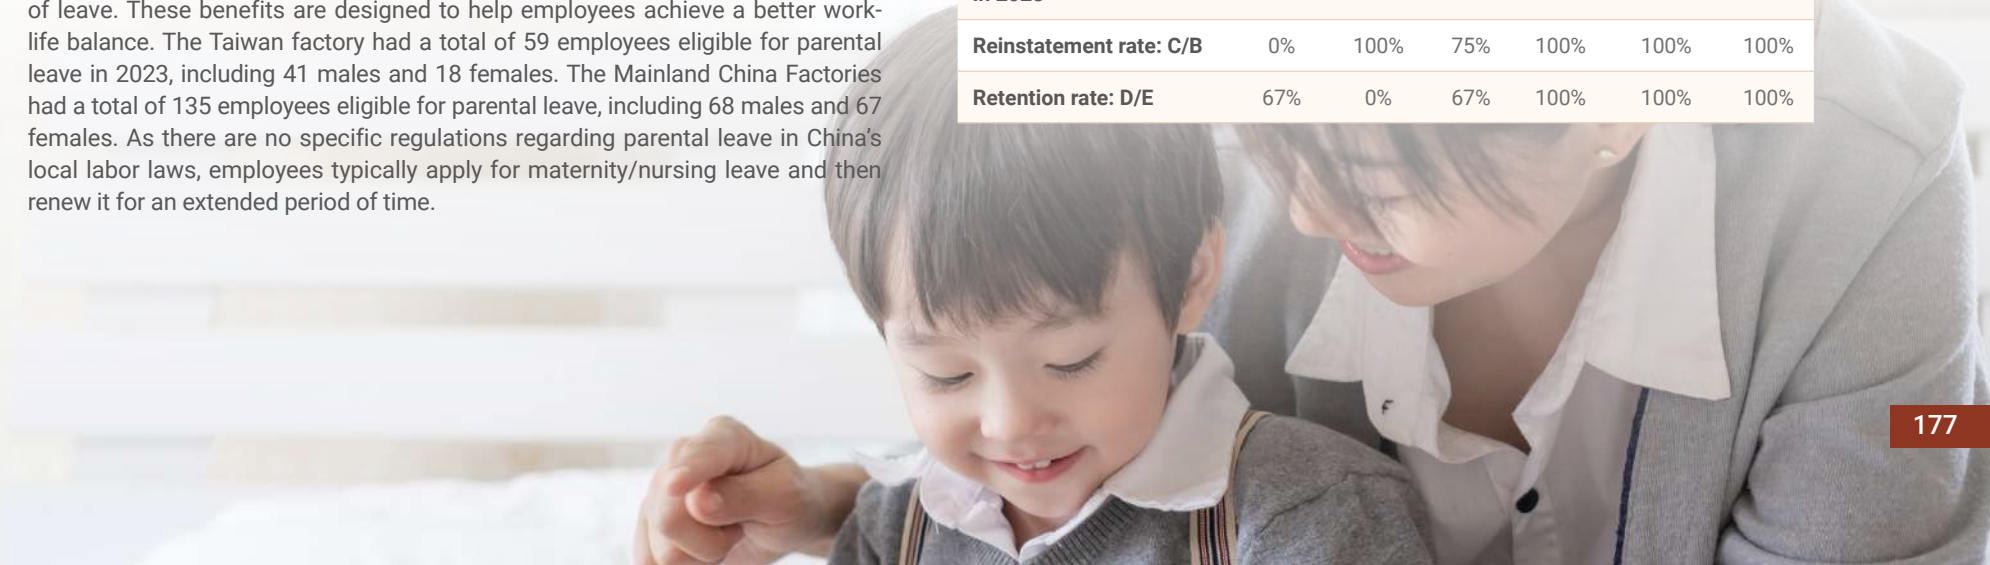 of leave. These benefits are designed to help employees achieve a better work-
life balance. The Taiwan factory had a total of 59 employees eligible for parental
leave in 2023, including 41 males and 18 females. The Mainland China Factories
had a total of 135 employees eligible for parental leave, including 68 males and 67
females. As there are no specific regulations regarding parental leave in China’s
local labor laws, employees typically apply for maternity/nursing leave and then
renew it for an extended period of time.
Reinstatement rate: C/B 0% 100% 75% 100% 100% 100%
Retention rate: D/E 67% 0% 67% 100% 100% 100%
177